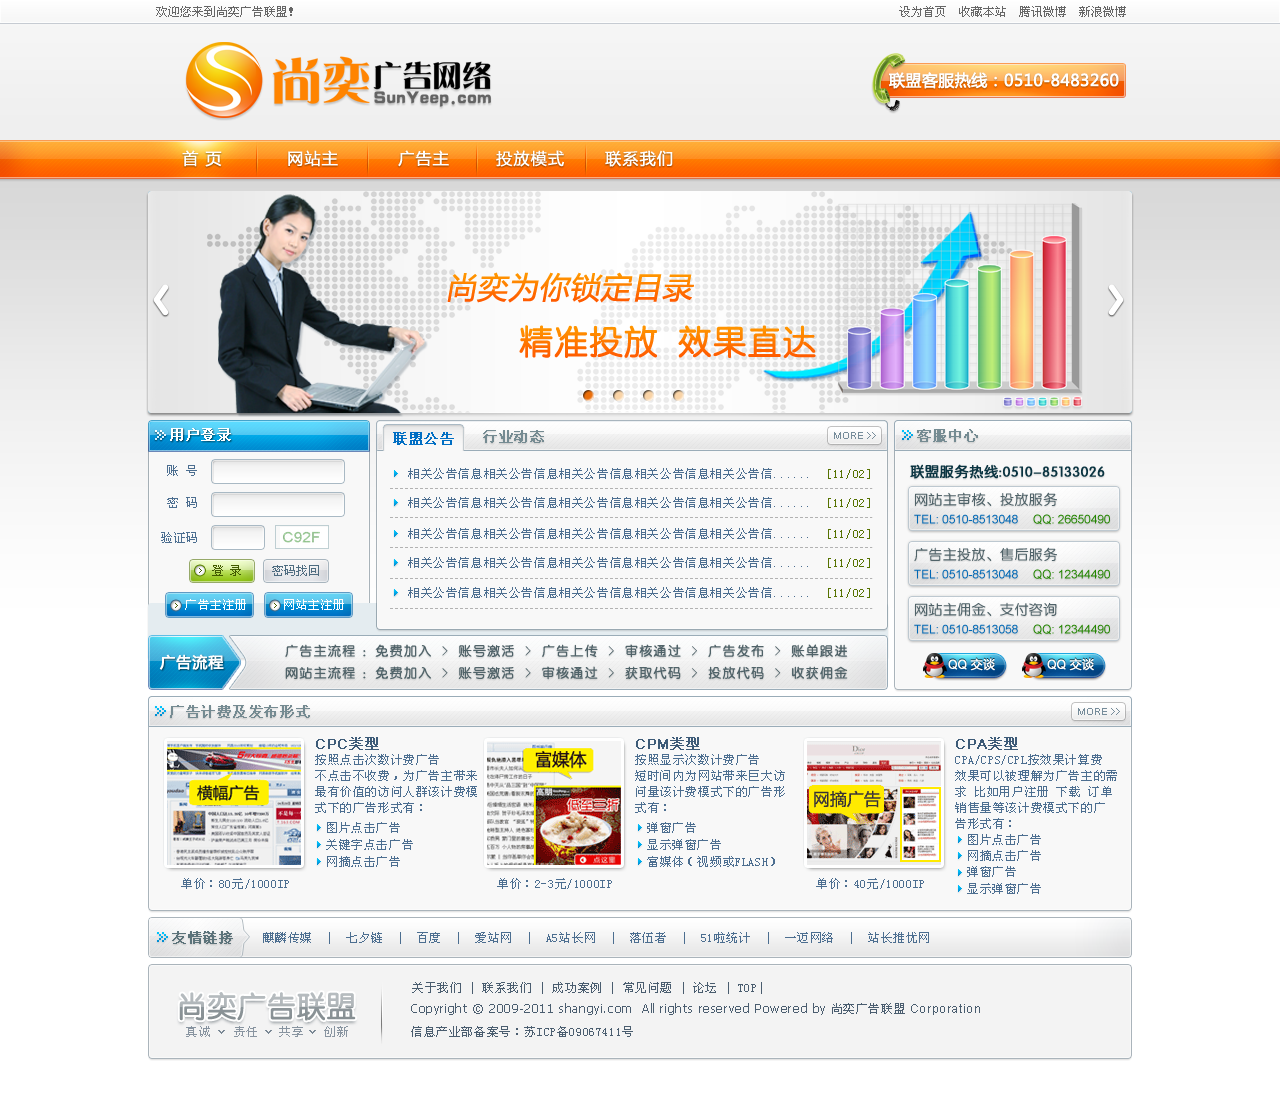 欢迎您来到尚奕广告联盟!
设为首页 收藏本站 腾讯微博 新浪微博
尚奕广告网络
SunYeep.com
联盟客服热线：0510-8483260
首 页 网站主 广告主 投放模式 联系我们
尚奕为你锁定目录
精准投放 效果直达
用户登录
账 号
密 码
验证码 C92F
登 录 密码找回
广告主注册 网站主注册
联盟公告 行业动态 MORE >>
相关公告信息相关公告信息相关公告信息相关公告信息相关公告信...... [11/02]
相关公告信息相关公告信息相关公告信息相关公告信息相关公告信...... [11/02]
相关公告信息相关公告信息相关公告信息相关公告信息相关公告信...... [11/02]
相关公告信息相关公告信息相关公告信息相关公告信息相关公告信...... [11/02]
相关公告信息相关公告信息相关公告信息相关公告信息相关公告信...... [11/02]
客服中心
联盟服务热线:0510-85133026
网站主审核、投放服务
TEL: 0510-8513048 QQ: 26650490
广告主投放、售后服务
TEL: 0510-8513048 QQ: 12344490
网站主佣金、支付咨询
TEL: 0510-8513058 QQ: 12344490
QQ 交谈 QQ 交谈
广告流程
广告主流程 ： 免费加入 > 账号激活 > 广告上传 > 审核通过 > 广告发布 > 账单跟进
网站主流程 ： 免费加入 > 账号激活 > 审核通过 > 获取代码 > 投放代码 > 收获佣金
广告计费及发布形式 MORE >>
横幅广告
单价：80元/1000IP
CPC类型
按照点击次数计费广告
不点击不收费，为广告主带来
最有价值的访问人群该计费模
式下的广告形式有：
图片点击广告
关键字点击广告
网摘点击广告
富媒体
低至三折
点这里
单价：2-3元/1000IP
CPM类型
按照显示次数计费广告
短时间内为网站带来巨大访
问量该计费模式下的广告形
式有：
弹窗广告
显示弹窗广告
富媒体（视频或FLASH）
网摘广告
单价：40元/1000IP
CPA类型
CPA/CPS/CPL按效果计算费
效果可以被理解为广告主的需
求 比如用户注册 下载 订单
销售量等该计费模式下的广
告形式有：
图片点击广告
网摘点击广告
弹窗广告
显示弹窗广告
友情链接 麒麟传媒 | 七夕链 | 百度 | 爱站网 | A5站长网 | 落伍者 | 51啦统计 | 一迈网络 | 站长推忧网
尚奕广告联盟
真诚 责任 共享 创新
关于我们 | 联系我们 | 成功案例 | 常见问题 | 论坛 | TOP|
Copyright © 2009-2011 shangyi.com All rights reserved Powered by 尚奕广告联盟 Corporation
信息产业部备案号：苏ICP备09067411号